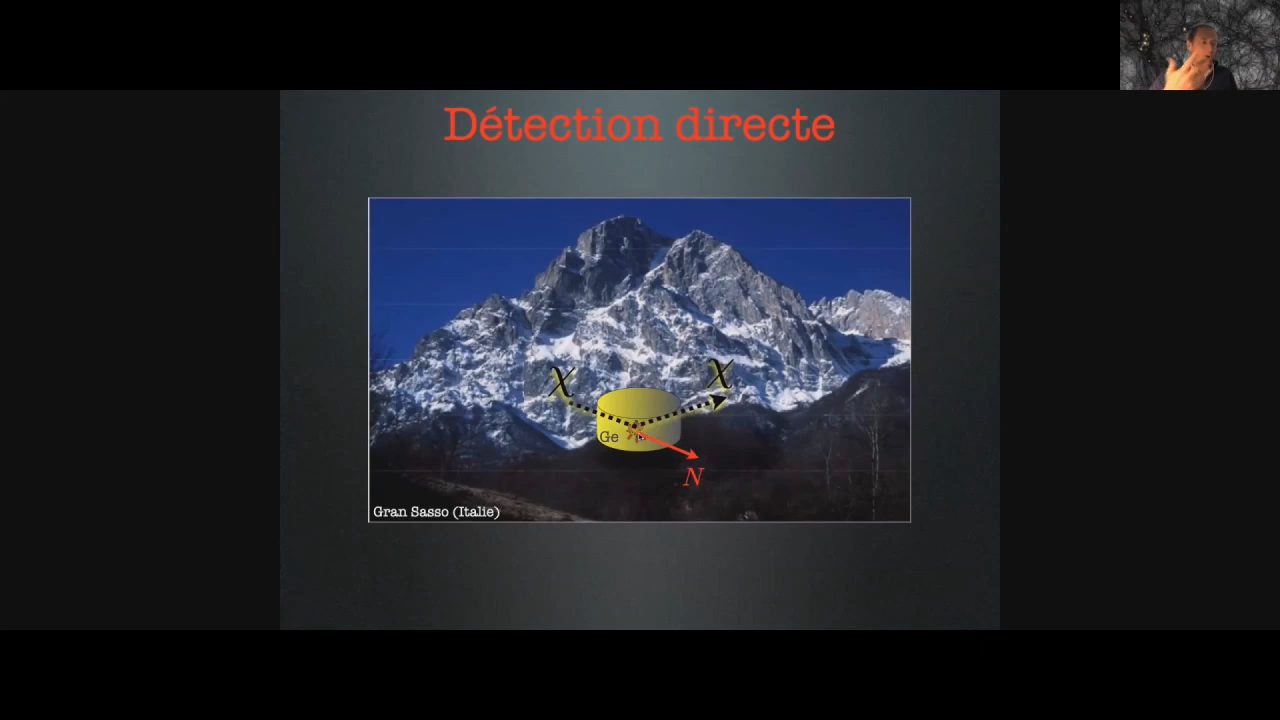 Détection directe
χ
χ
Ge
N
Gran Sasso (Italie)